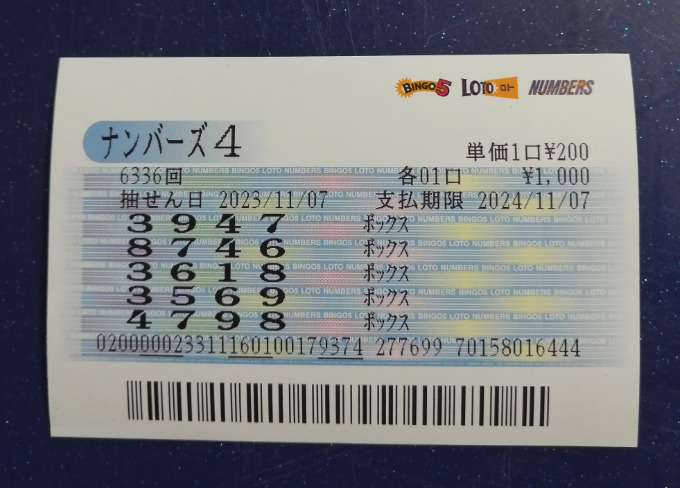 BINGO5 LOTO ロト NUMBERS
ナンバーズ4 単価1口¥200
6336回 各01口 ¥1,000
抽せん日 2023/11/07 支払期限 2024/11/07
3947 ボックス
8746 ボックス
3618 ボックス
3569 ボックス
4798 ボックス
020000023311160100179374 277699 70158016444